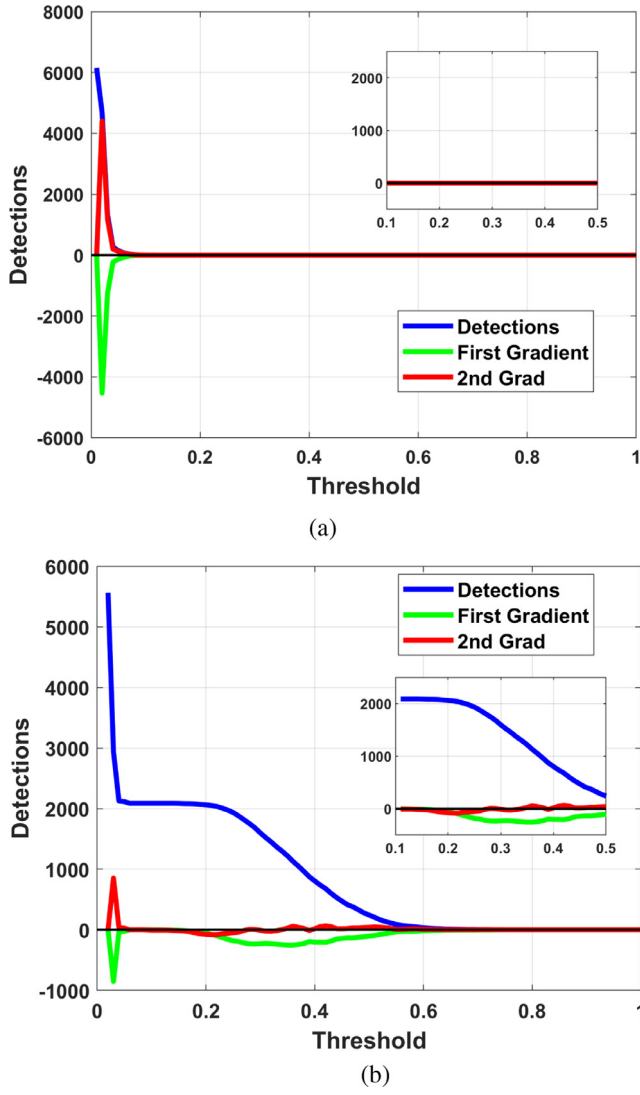 8000
6000
4000
2000
0
-2000
-4000
-6000
Detections
2000
1000
0
0.1 0.2 0.3 0.4 0.5
Detections
First Gradient
2nd Grad
0 0.2 0.4 0.6 0.8 1
Threshold
(a)
6000
5000
4000
3000
2000
1000
0
-1000
Detections
Detections
First Gradient
2nd Grad
2000
1000
0
0.1 0.2 0.3 0.4 0.5
0 0.2 0.4 0.6 0.8 1
Threshold
(b)